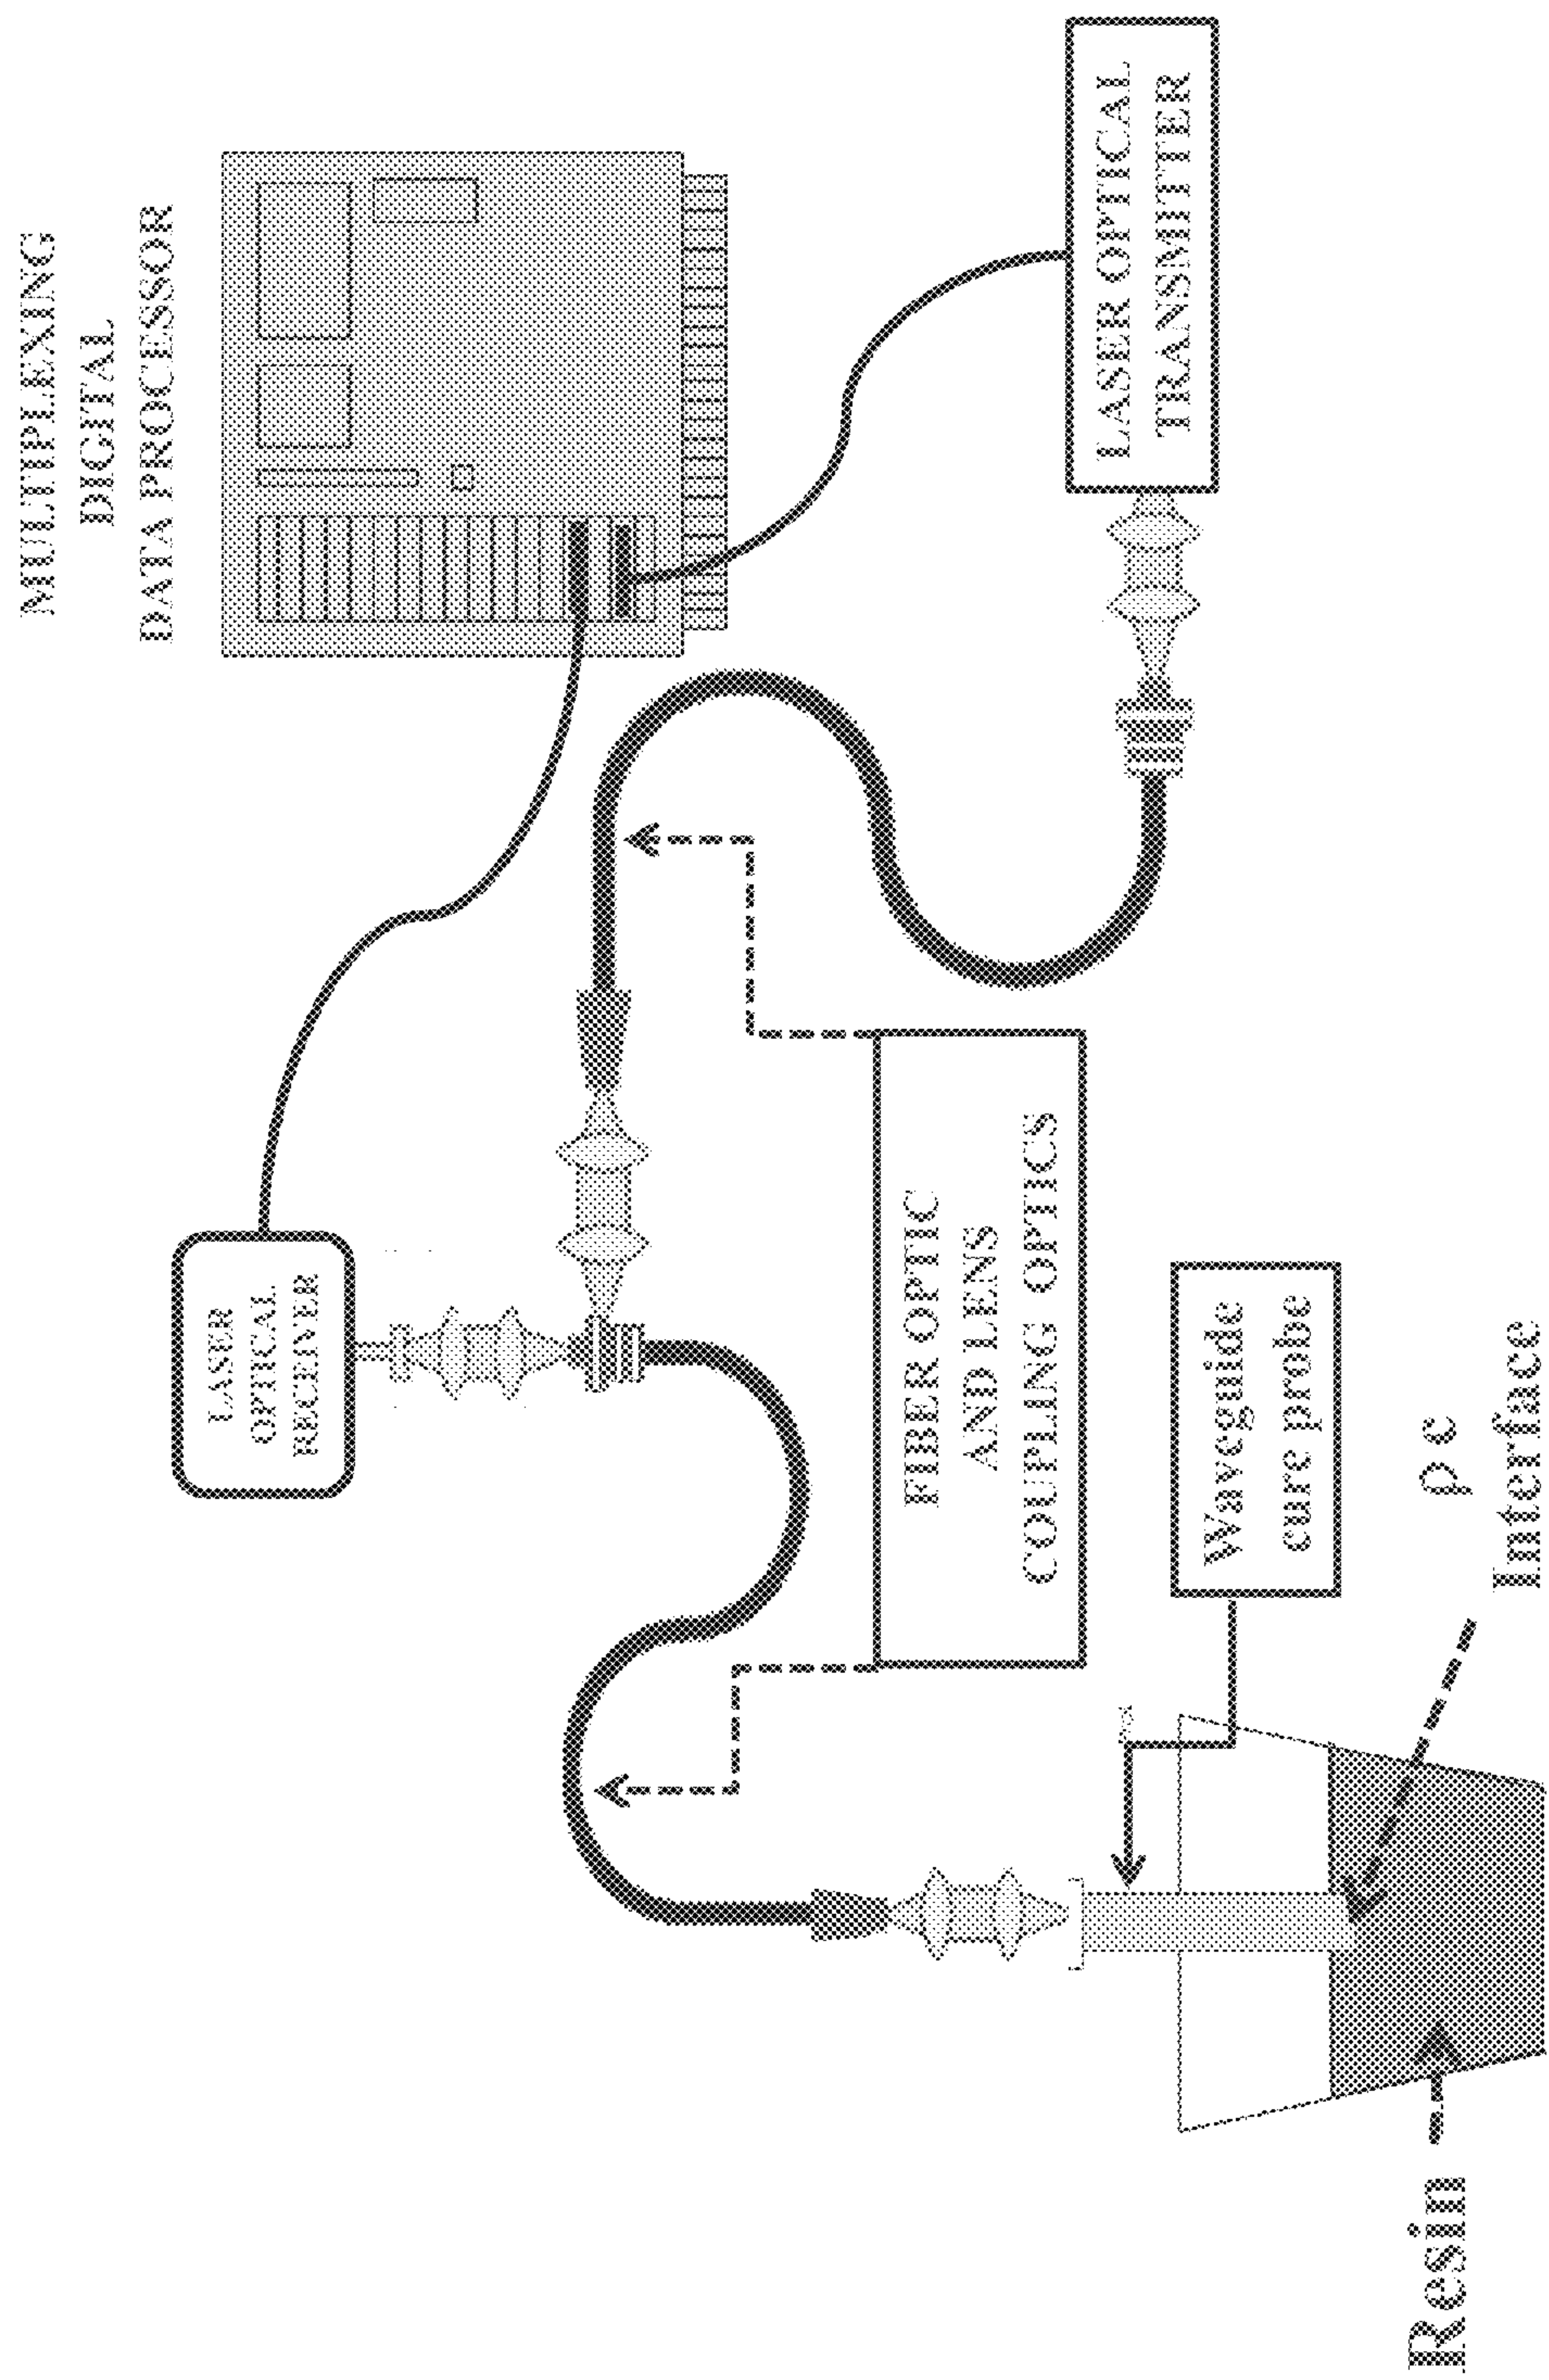 MULTIPLEXING
DIGITAL
DATA PROCESSOR
LASER
OPTICAL
RECEIVER
LASER OPTICAL
TRANSMITTER
FIBER OPTIC
AND LENS
COUPLING OPTICS
Waveguide
cure probe
ρ c
Interface
Resin